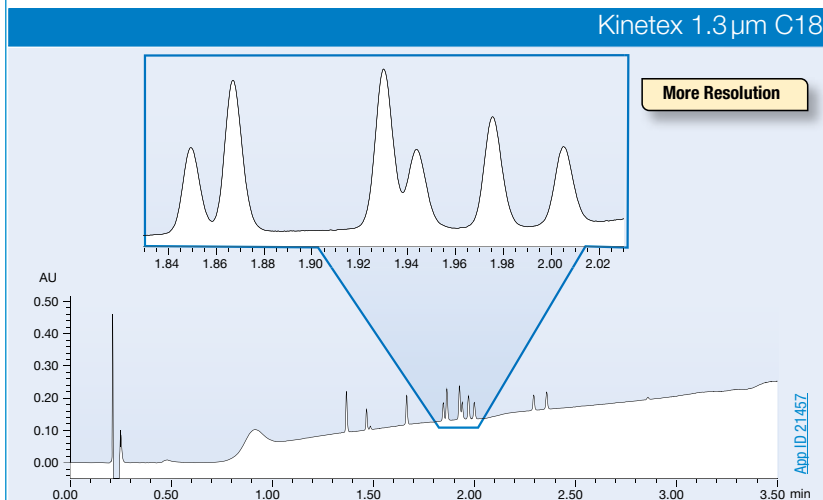 Kinetex 1.3 µm C18
More Resolution
1.84 1.86 1.88 1.90 1.92 1.94 1.96 1.98 2.00 2.02
AU
0.50
0.40
0.30
0.20
0.10
0.00
0.00 0.50 1.00 1.50 2.00 2.50 3.00 3.50 min
App ID 21457